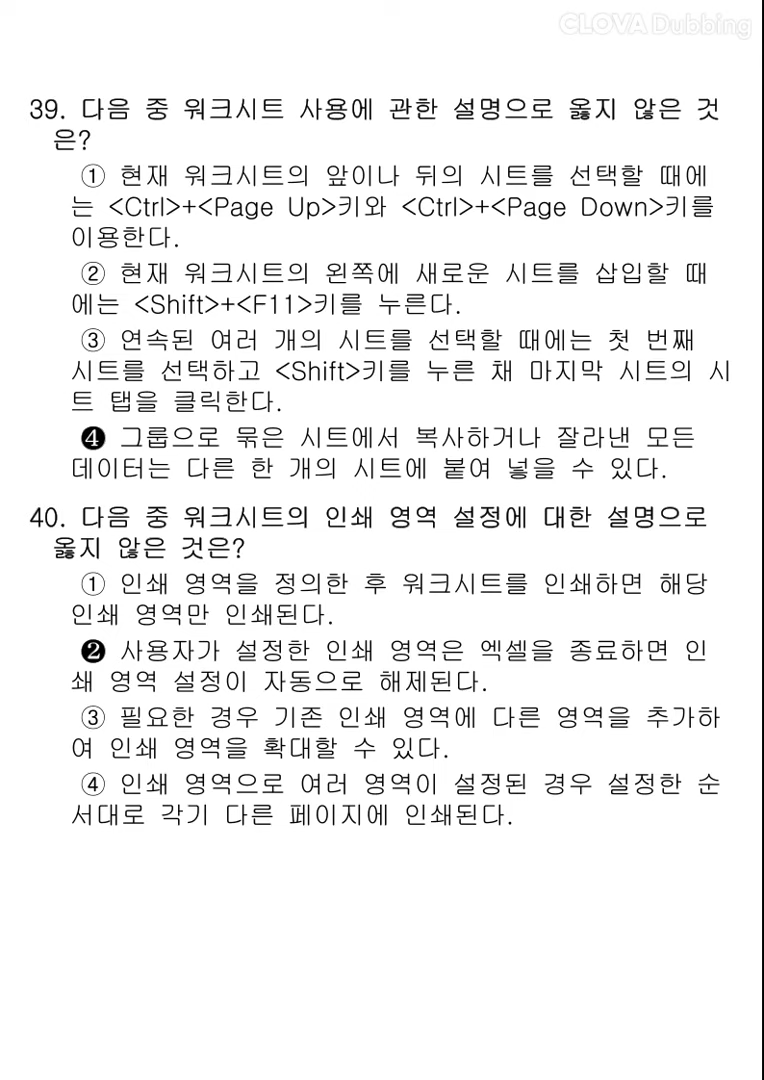 CLOVA Dubbing
39. 다음 중 워크시트 사용에 관한 설명으로 옳지 않은 것
은?
① 현재 워크시트의 앞이나 뒤의 시트를 선택할 때에
는 <Ctrl>+<Page Up>키와 <Ctrl>+<Page Down>키를
이용한다.
② 현재 워크시트의 왼쪽에 새로운 시트를 삽입할 때
에는 <Shift>+<F11>키를 누른다.
③ 연속된 여러 개의 시트를 선택할 때에는 첫 번째
시트를 선택하고 <Shift>키를 누른 채 마지막 시트의 시
트 탭을 클릭한다.
❹ 그룹으로 묶은 시트에서 복사하거나 잘라낸 모든
데이터는 다른 한 개의 시트에 붙여 넣을 수 있다.
40. 다음 중 워크시트의 인쇄 영역 설정에 대한 설명으로
옳지 않은 것은?
① 인쇄 영역을 정의한 후 워크시트를 인쇄하면 해당
인쇄 영역만 인쇄된다.
❷ 사용자가 설정한 인쇄 영역은 엑셀을 종료하면 인
쇄 영역 설정이 자동으로 해제된다.
③ 필요한 경우 기존 인쇄 영역에 다른 영역을 추가하
여 인쇄 영역을 확대할 수 있다.
④ 인쇄 영역으로 여러 영역이 설정된 경우 설정한 순
서대로 각기 다른 페이지에 인쇄된다.